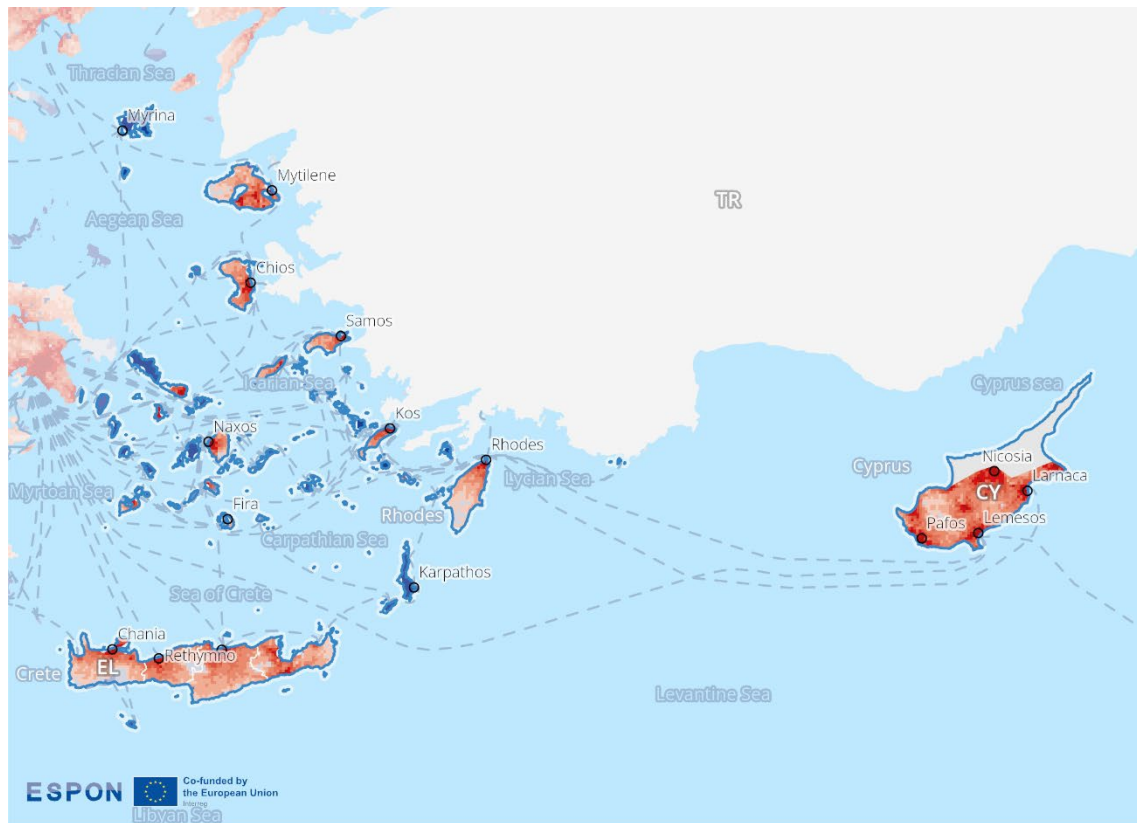 Thracian Sea
Myrina
Mytilene
TR
Aegean Sea
Chios
Samos
Icarian Sea
Cyprus sea
Kos
Naxos
Rhodes
Nicosia
Cyprus
Lycian Sea
Larnaca
Myrtoan Sea
CY
Fira
Rhodes
Pafos
Lemesos
Carpathian Sea
Karpathos
Sea of Crete
Chania
Rethymno
Crete
EL
Levantine Sea
ESPON
Co-funded by
the European Union
Interreg
Libyan Sea